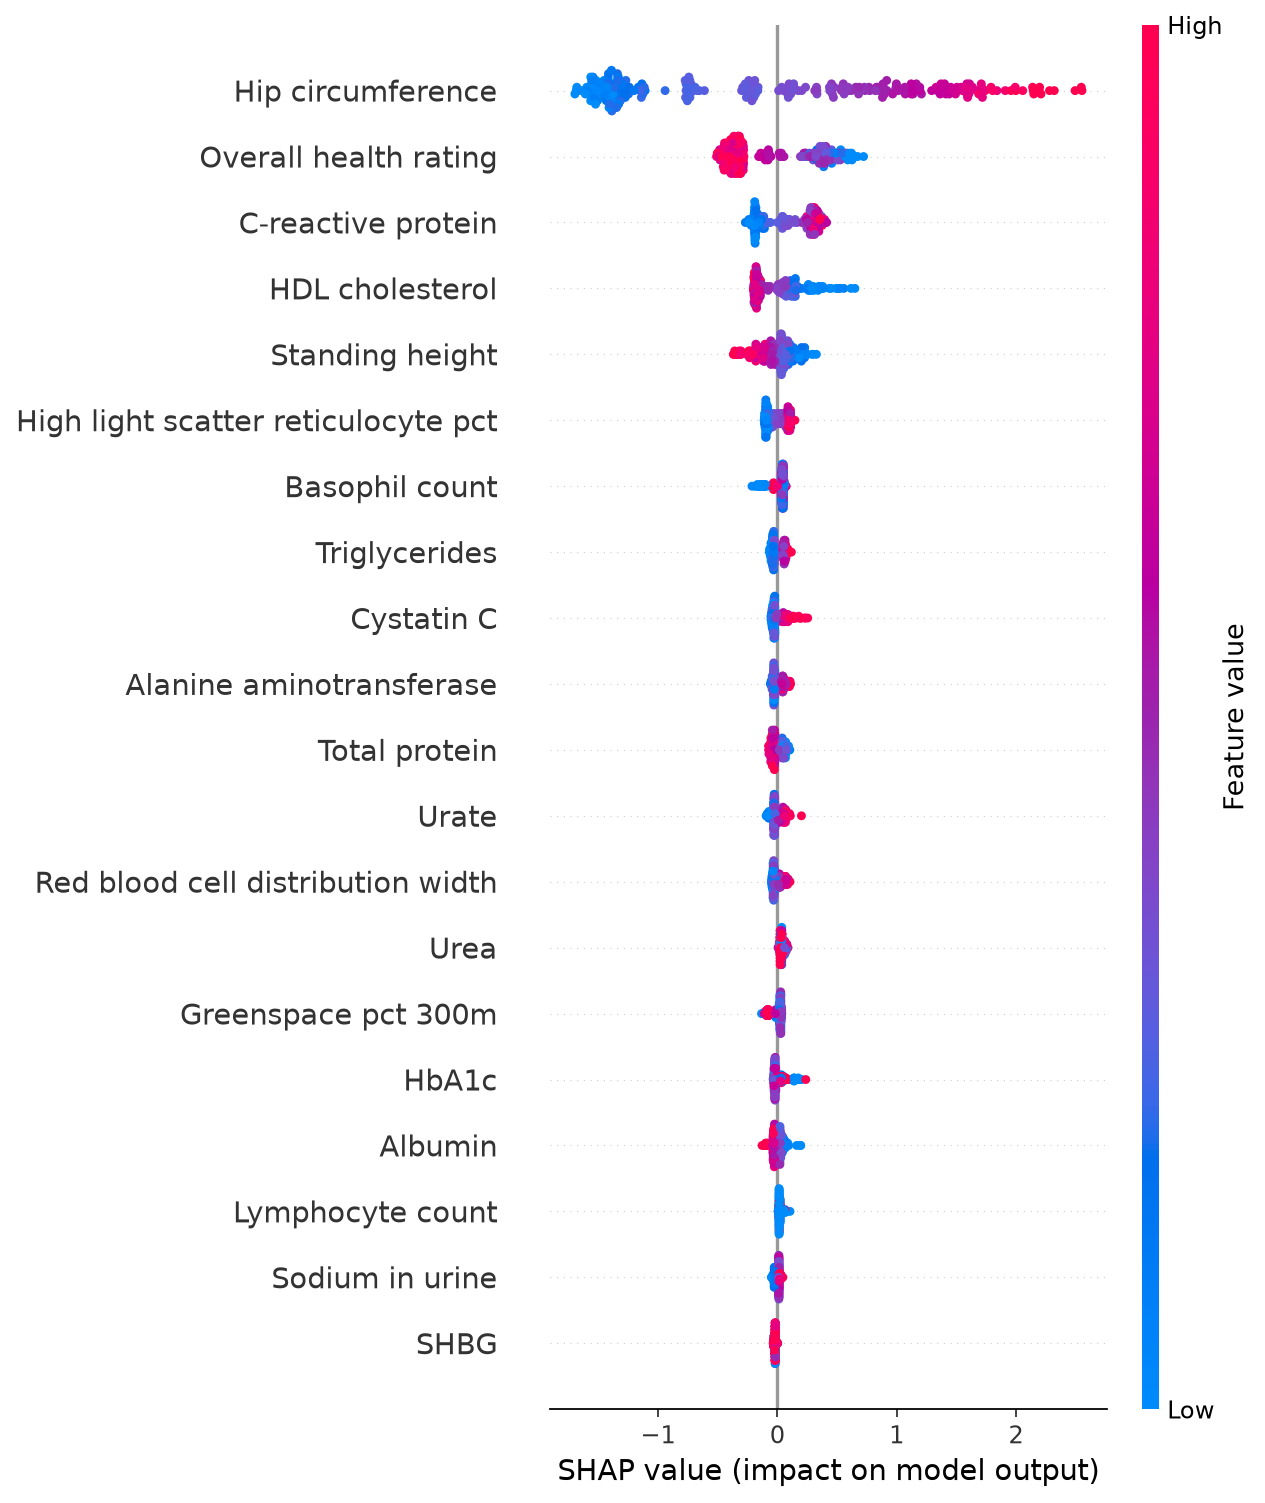 High
Hip circumference
Overall health rating
C-reactive protein
HDL cholesterol
Standing height
High light scatter reticulocyte pct
Basophil count
Triglycerides
Cystatin C
Alanine aminotransferase
Total protein
Urate
Red blood cell distribution width
Urea
Greenspace pct 300m
HbA1c
Albumin
Lymphocyte count
Sodium in urine
SHBG
Feature value
Low
−1 0 1 2
SHAP value (impact on model output)